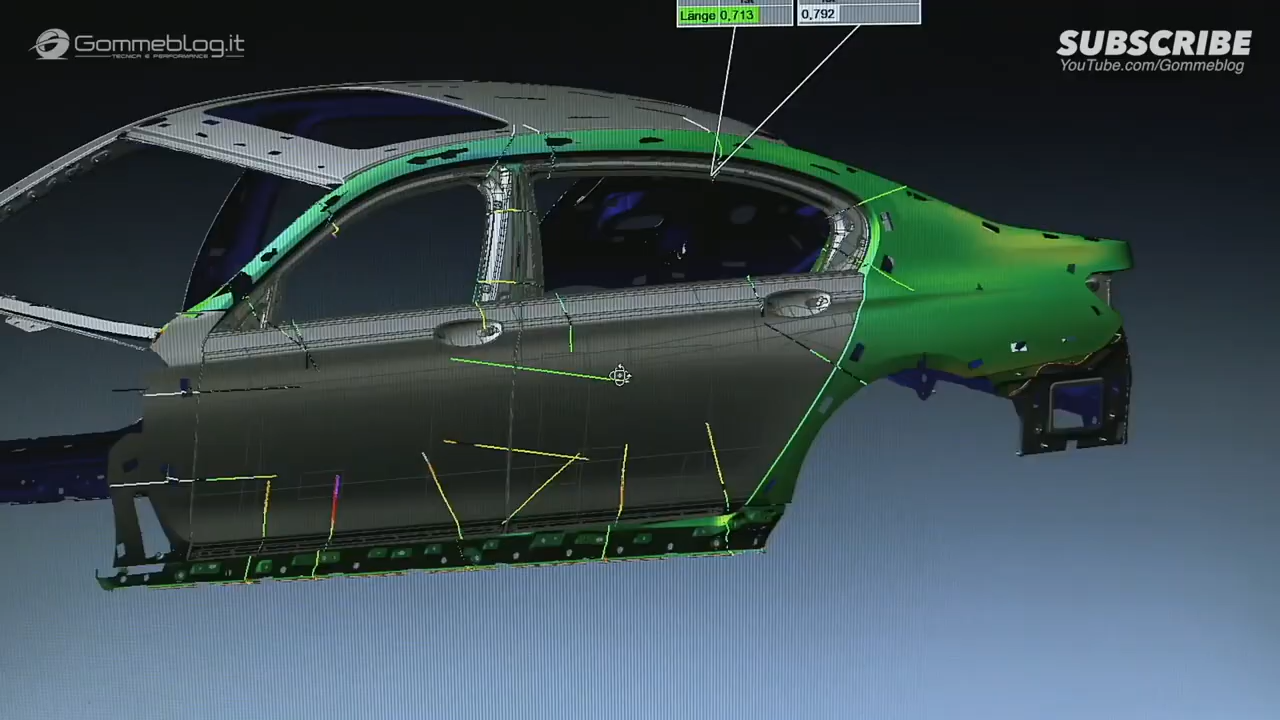 Länge 0,713
0,792
Gommeblog.it
TECNICA E PERFORMANCE
SUBSCRIBE
YouTube.com/Gommeblog